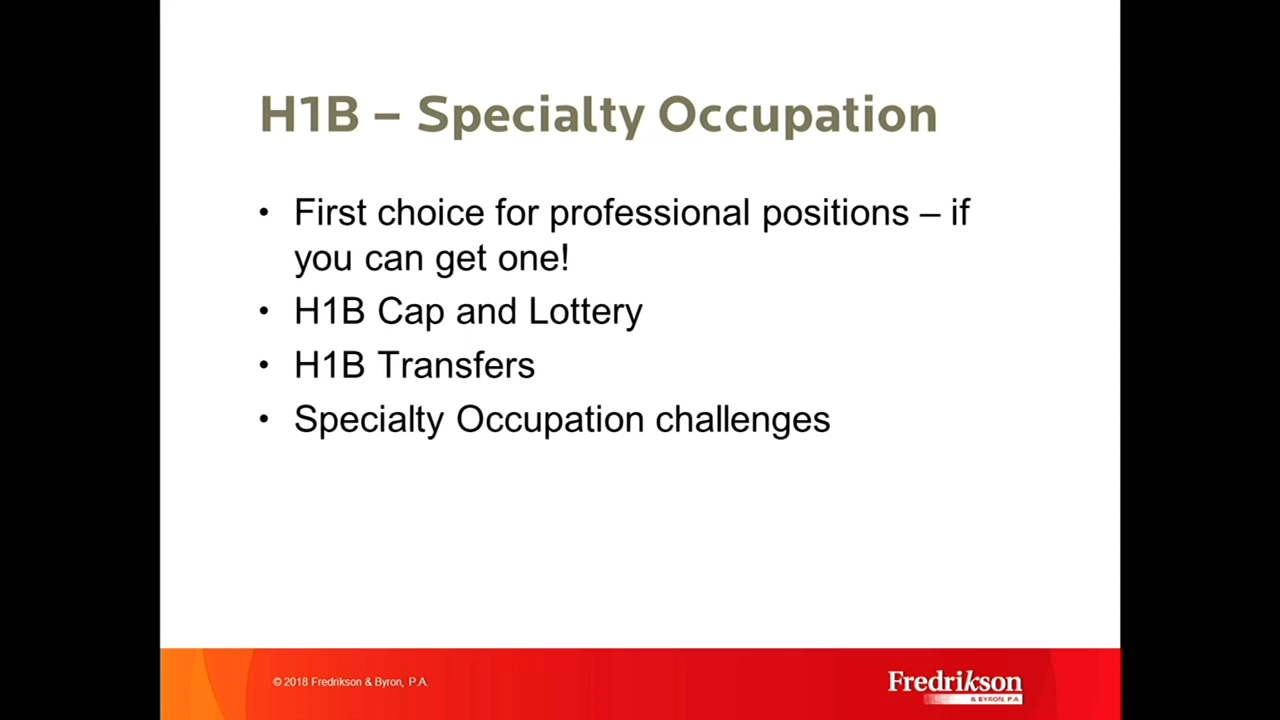 H1B – Specialty Occupation
• First choice for professional positions – if
you can get one!
• H1B Cap and Lottery
• H1B Transfers
• Specialty Occupation challenges
© 2018 Fredrikson & Byron, P.A.
Fredrikson
& BYRON, P.A.